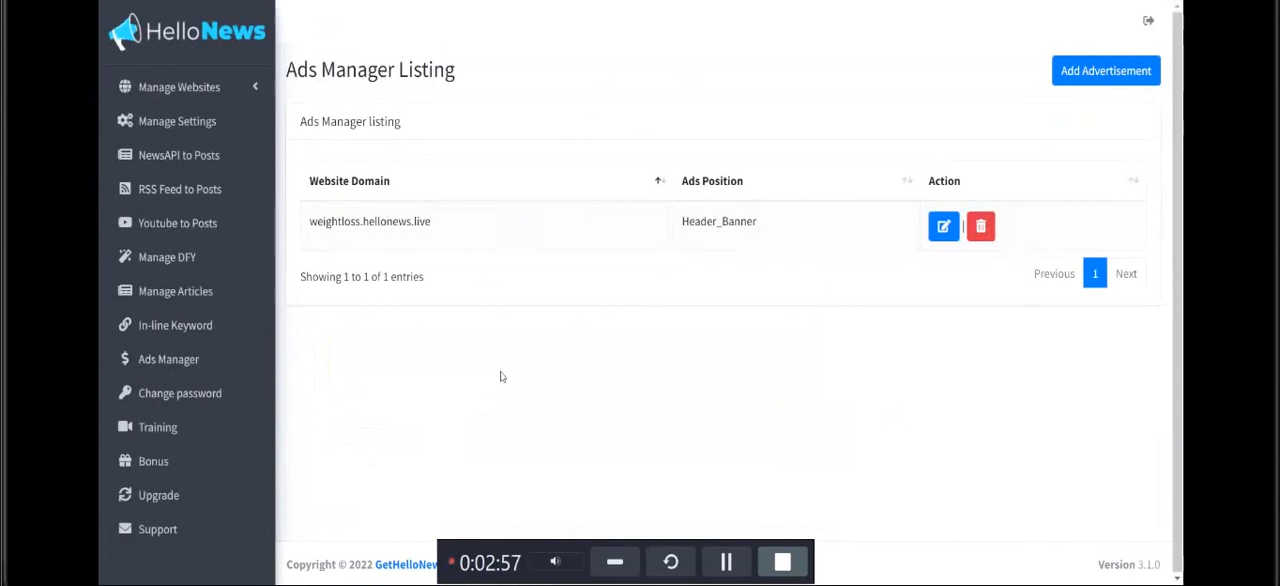 HelloNews
Manage Websites
Manage Settings
NewsAPI to Posts
RSS Feed to Posts
Youtube to Posts
Manage DFY
Manage Articles
In-line Keyword
Ads Manager
Change password
Training
Bonus
Upgrade
Support
Ads Manager Listing
Add Advertisement
Ads Manager listing
Website Domain Ads Position Action
weightloss.hellonews.live Header_Banner |
Showing 1 to 1 of 1 entries
Previous 1 Next
Copyright © 2022 GetHelloNew
Version 3.1.0
0:02:57